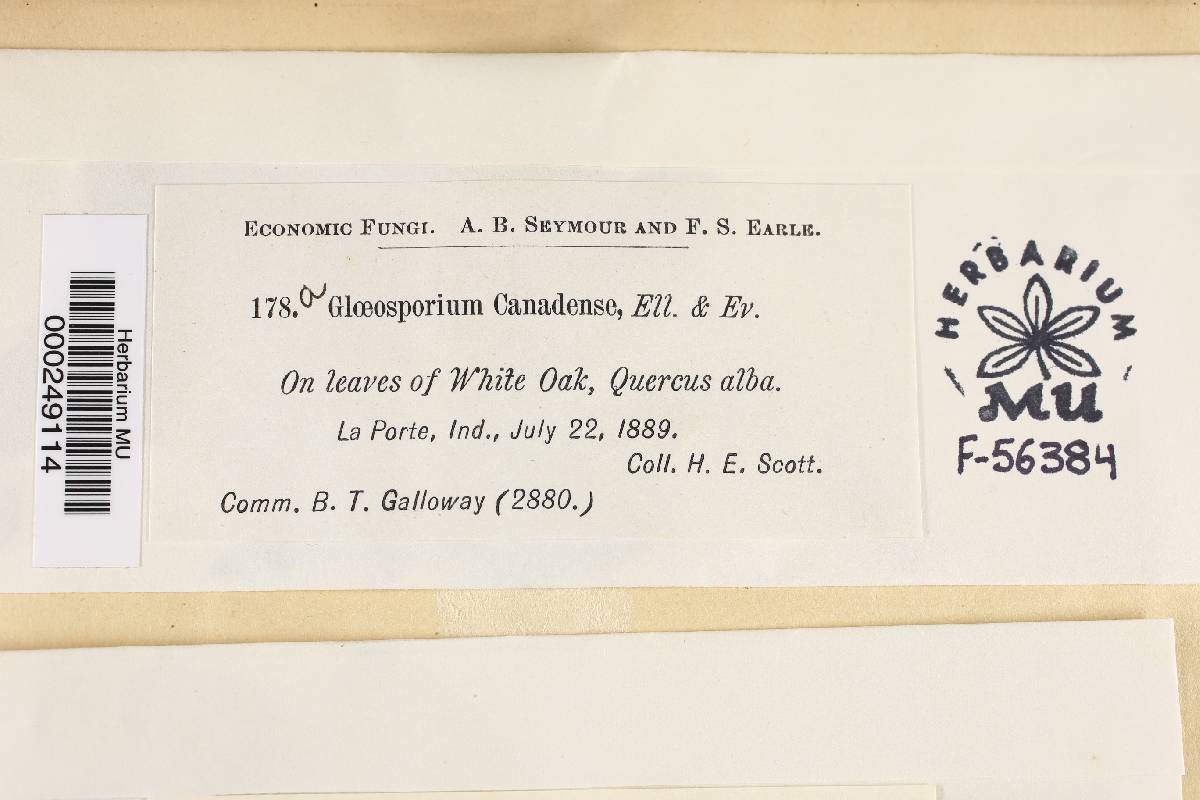 ECONOMIC FUNGI. A. B. SEYMOUR AND F. S. EARLE.
178.a Glœosporium Canadense, Ell. & Ev.
On leaves of White Oak, Quercus alba.
La Porte, Ind., July 22, 1889.
Coll. H. E. Scott.
Comm. B. T. Galloway (2880.)
Herbarium MU
000249114
HERBARIUM
MU
F-56384